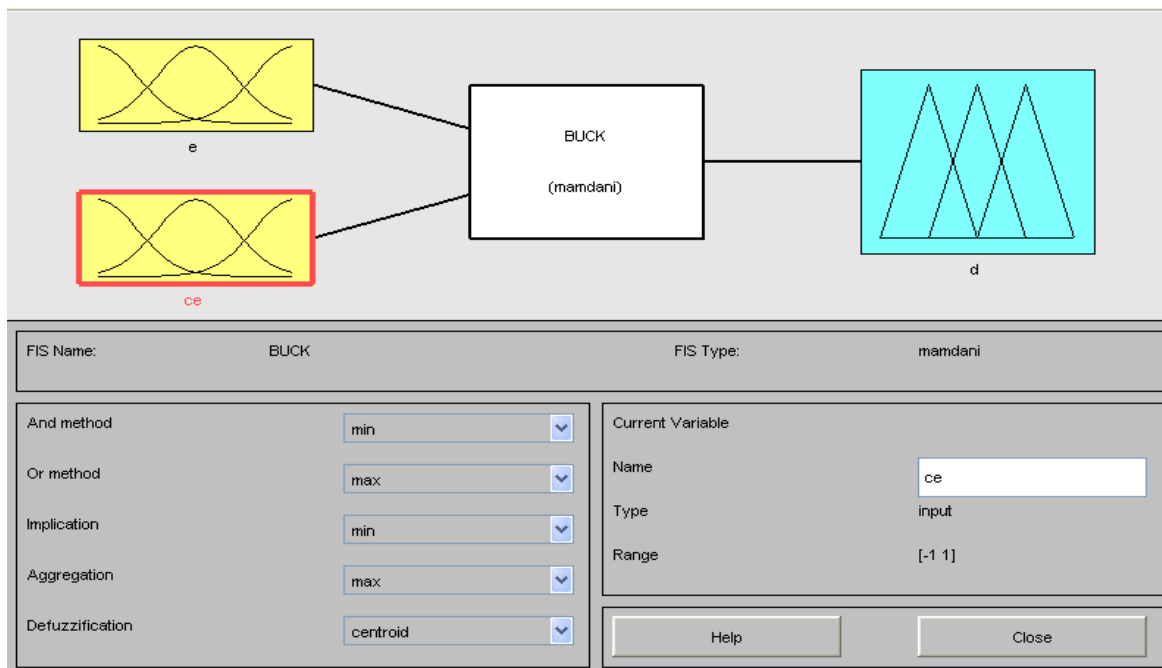 e
BUCK
(mamdani)
ce
d
FIS Name: BUCK FIS Type: mamdani
And method min
Or method max
Implication min
Aggregation max
Defuzzification centroid
Current Variable
Name ce
Type input
Range [-1 1]
Help Close